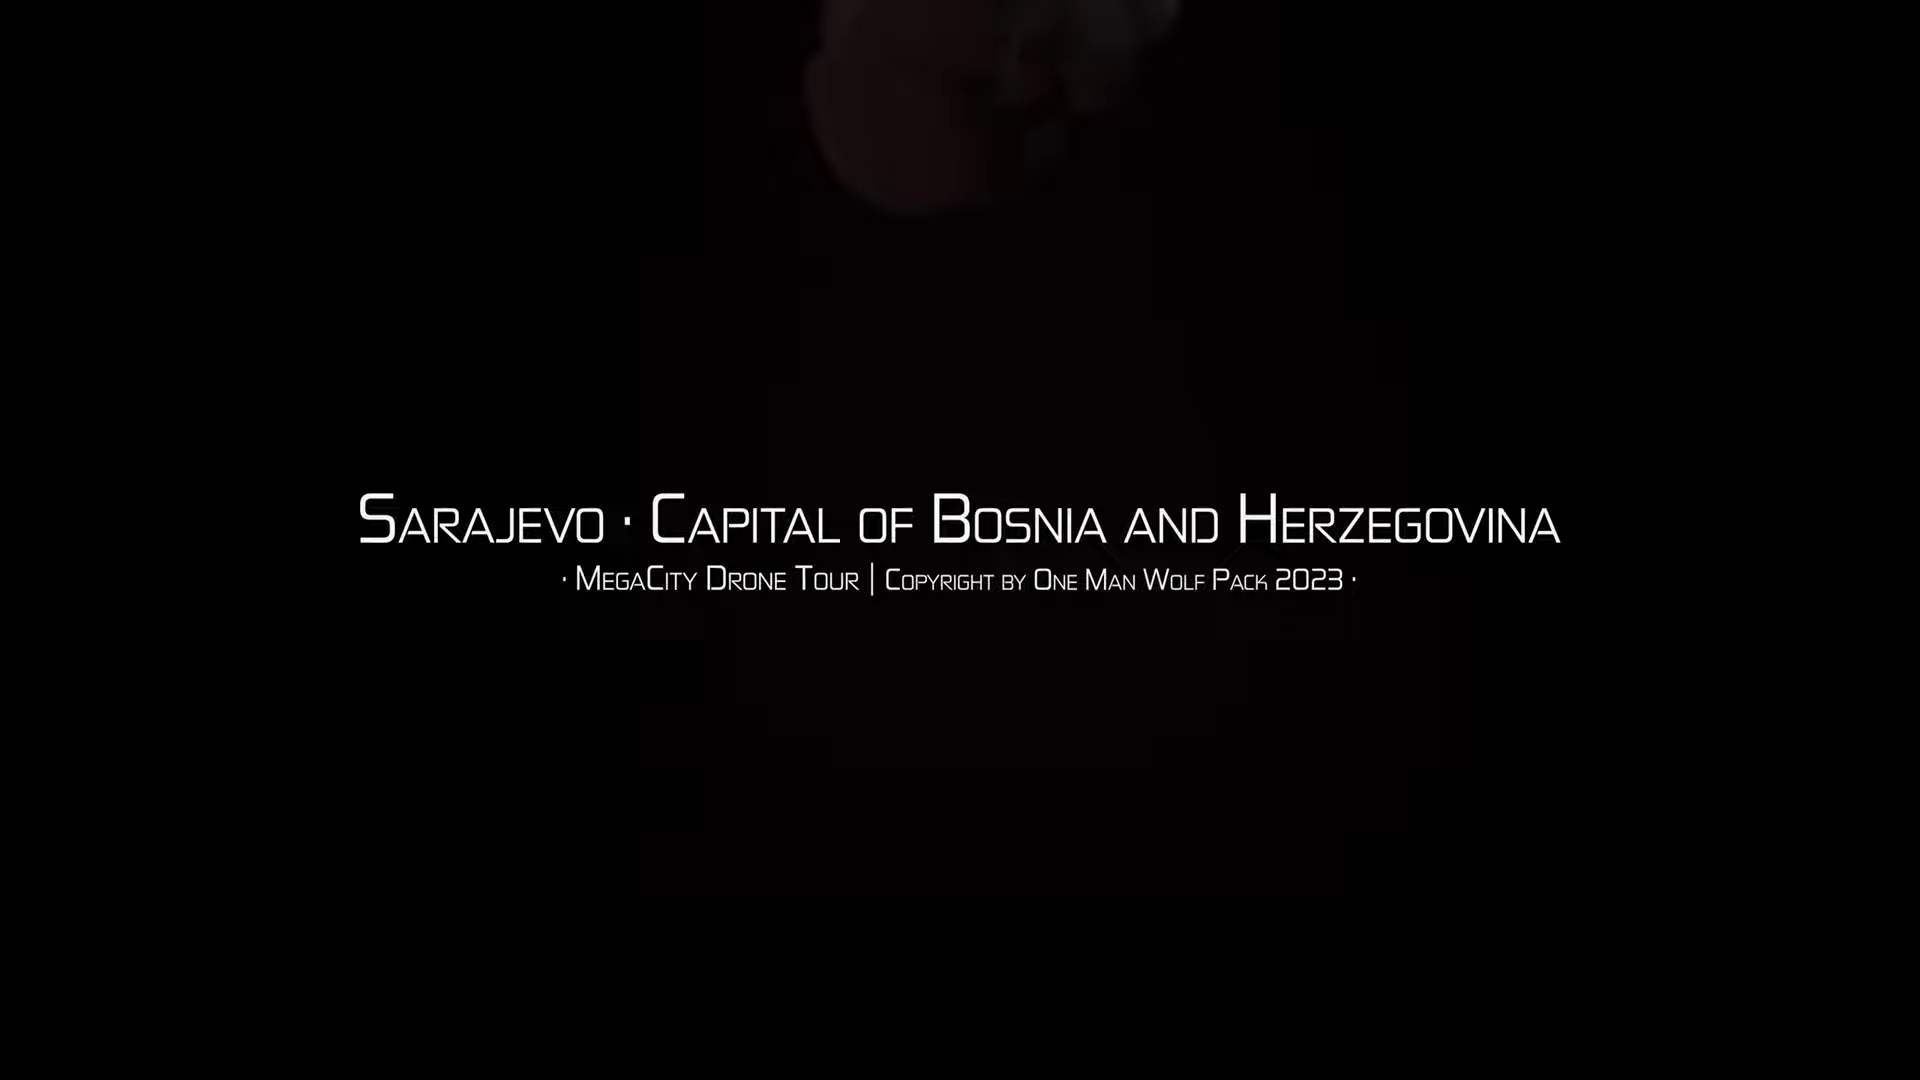 Sarajevo · Capital of Bosnia and Herzegovina
· MegaCity Drone Tour | Copyright by One Man Wolf Pack 2023 ·